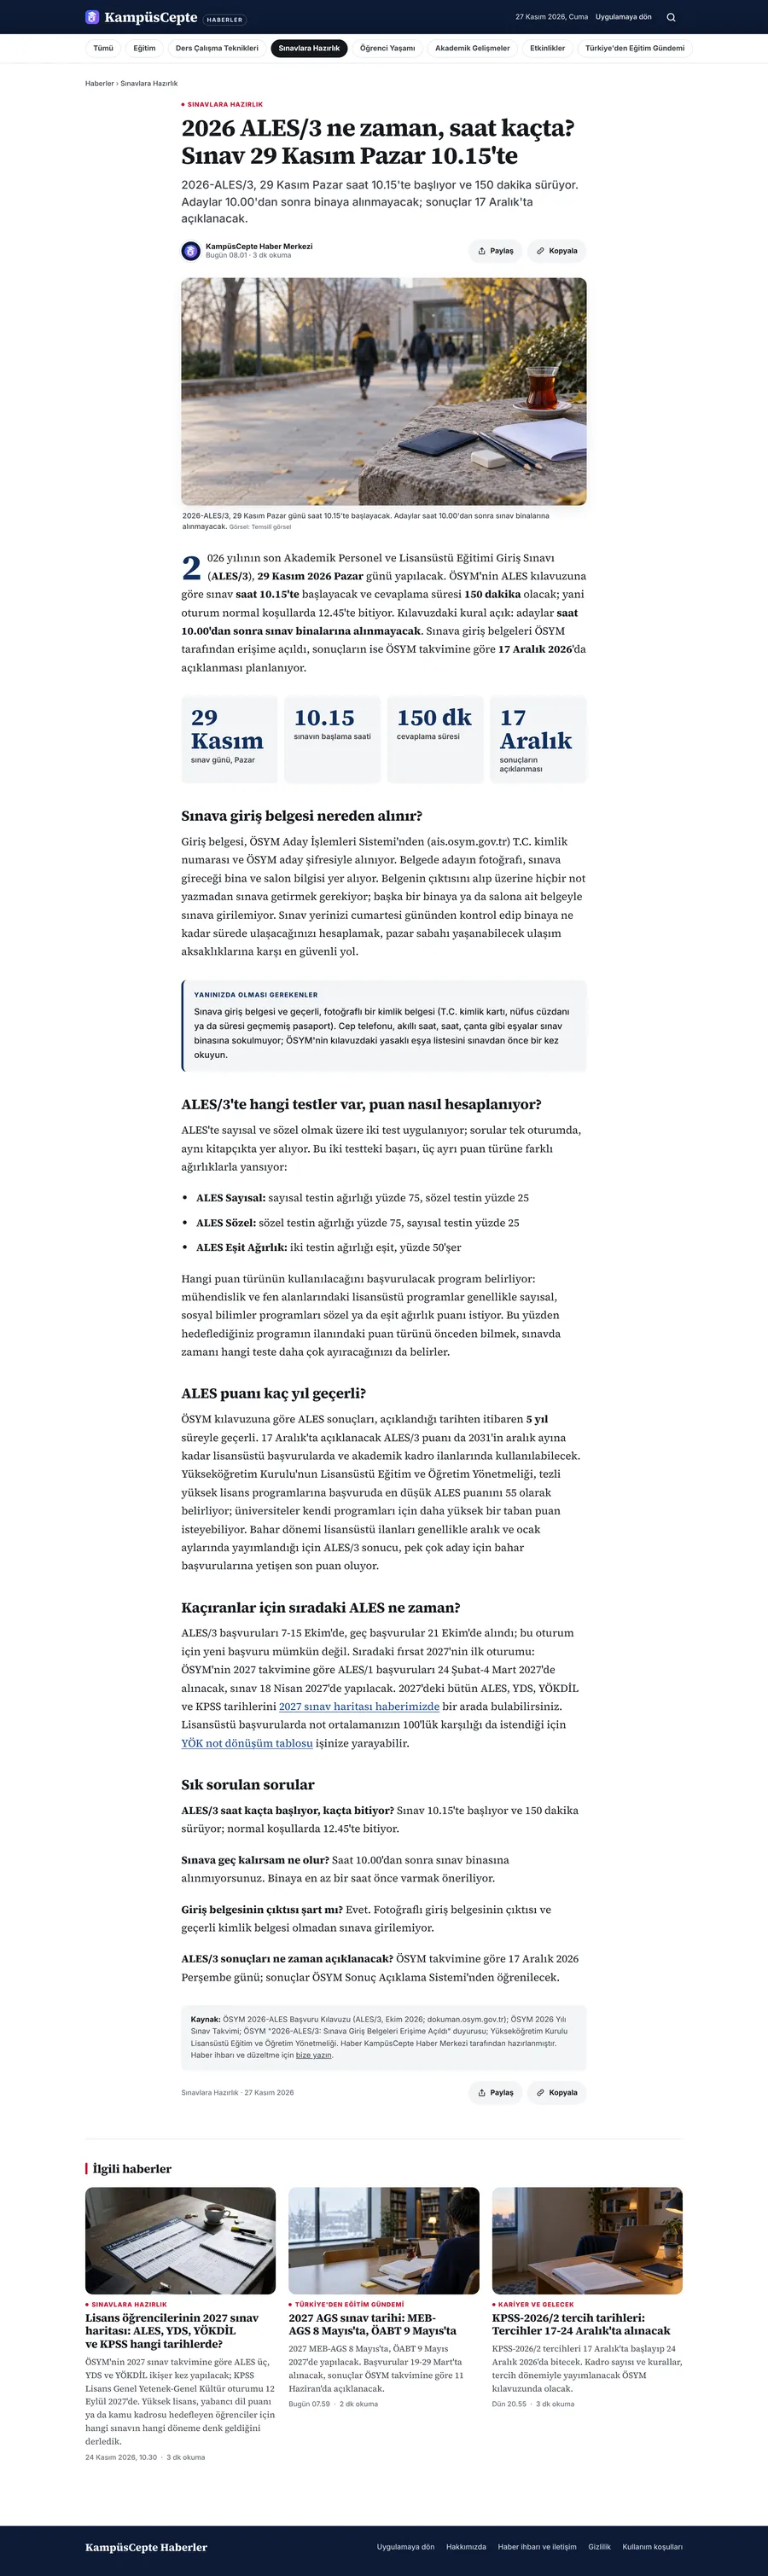 KampüsCepte HABERLER
27 Kasım 2026, Cuma Uygulamaya dön
Tümü Eğitim Ders Çalışma Teknikleri Sınavlara Hazırlık Öğrenci Yaşamı Akademik Gelişmeler Etkinlikler Türkiye'den Eğitim Gündemi
Haberler › Sınavlara Hazırlık
SINAVLARA HAZIRLIK
2026 ALES/3 ne zaman, saat kaçta?
Sınav 29 Kasım Pazar 10.15'te
2026-ALES/3, 29 Kasım Pazar saat 10.15'te başlıyor ve 150 dakika sürüyor.
Adaylar 10.00'dan sonra binaya alınmayacak; sonuçlar 17 Aralık'ta
açıklanacak.
KampüsCepte Haber Merkezi
Bugün 08.01 · 3 dk okuma
Paylaş Kopyala
2026-ALES/3, 29 Kasım Pazar günü saat 10.15'te başlayacak. Adaylar saat 10.00'dan sonra sınav binalarına
alınmayacak. Görsel: Temsilî görsel
2026 yılının son Akademik Personel ve Lisansüstü Eğitimi Giriş Sınavı
(ALES/3), 29 Kasım 2026 Pazar günü yapılacak. ÖSYM'nin ALES kılavuzuna
göre sınav saat 10.15'te başlayacak ve cevaplama süresi 150 dakika olacak; yani
oturum normal koşullarda 12.45'te bitiyor. Kılavuzdaki kural açık: adaylar saat
10.00'dan sonra sınav binalarına alınmayacak. Sınava giriş belgeleri ÖSYM
tarafından erişime açıldı, sonuçların ise ÖSYM takvimine göre 17 Aralık 2026'da
açıklanması planlanıyor.
29 Kasım
sınav günü, Pazar
10.15
sınavın başlama saati
150 dk
cevaplama süresi
17 Aralık
sonuçların
açıklanması
Sınava giriş belgesi nereden alınır?
Giriş belgesi, ÖSYM Aday İşlemleri Sistemi'nden (ais.osym.gov.tr) T.C. kimlik
numarası ve ÖSYM aday şifresiyle alınıyor. Belgede adayın fotoğrafı, sınava
gireceği bina ve salon bilgisi yer alıyor. Belgenin çıktısını alıp üzerine hiçbir not
yazmadan sınava getirmek gerekiyor; başka bir binaya ya da salona ait belgeyle
sınava girilemiyor. Sınav yerinizi cumartesi gününden kontrol edip binaya ne
kadar sürede ulaşacağınızı hesaplamak, pazar sabahı yaşanabilecek ulaşım
aksaklıklarına karşı en güvenli yol.
YANINIZDA OLMASI GEREKENLER
Sınava giriş belgesi ve geçerli, fotoğraflı bir kimlik belgesi (T.C. kimlik kartı, nüfus cüzdanı
ya da süresi geçmemiş pasaport). Cep telefonu, akıllı saat, saat, çanta gibi eşyalar sınav
binasına sokulmuyor; ÖSYM'nin kılavuzdaki yasaklı eşya listesini sınavdan önce bir kez
okuyun.
ALES/3'te hangi testler var, puan nasıl hesaplanıyor?
ALES'te sayısal ve sözel olmak üzere iki test uygulanıyor; sorular tek oturumda,
aynı kitapçıkta yer alıyor. Bu iki testteki başarı, üç ayrı puan türüne farklı
ağırlıklarla yansıyor:
• ALES Sayısal: sayısal testin ağırlığı yüzde 75, sözel testin yüzde 25
• ALES Sözel: sözel testin ağırlığı yüzde 75, sayısal testin yüzde 25
• ALES Eşit Ağırlık: iki testin ağırlığı eşit, yüzde 50'şer
Hangi puan türünün kullanılacağını başvurulacak program belirliyor:
mühendislik ve fen alanlarındaki lisansüstü programlar genellikle sayısal,
sosyal bilimler programları sözel ya da eşit ağırlık puanı istiyor. Bu yüzden
hedeflediğiniz programın ilanındaki puan türünü önceden bilmek, sınavda
zamanı hangi teste daha çok ayıracağınızı da belirler.
ALES puanı kaç yıl geçerli?
ÖSYM kılavuzuna göre ALES sonuçları, açıklandığı tarihten itibaren 5 yıl
süreyle geçerli. 17 Aralık'ta açıklanacak ALES/3 puanı da 2031'in aralık ayına
kadar lisansüstü başvurularda ve akademik kadro ilanlarında kullanılabilecek.
Yükseköğretim Kurulu'nun Lisansüstü Eğitim ve Öğretim Yönetmeliği, tezli
yüksek lisans programlarına başvuruda en düşük ALES puanını 55 olarak
belirliyor; üniversiteler kendi programları için daha yüksek bir taban puan
isteyebiliyor. Bahar dönemi lisansüstü ilanları genellikle aralık ve ocak
aylarında yayımlandığı için ALES/3 sonucu, pek çok aday için bahar
başvurularına yetişen son puan oluyor.
Kaçıranlar için sıradaki ALES ne zaman?
ALES/3 başvuruları 7-15 Ekim'de, geç başvurular 21 Ekim'de alındı; bu oturum
için yeni başvuru mümkün değil. Sıradaki fırsat 2027'nin ilk oturumu:
ÖSYM'nin 2027 takvimine göre ALES/1 başvuruları 24 Şubat-4 Mart 2027'de
alınacak, sınav 18 Nisan 2027'de yapılacak. 2027'deki bütün ALES, YDS, YÖKDİL
ve KPSS tarihlerini 2027 sınav haritası haberimizde bir arada bulabilirsiniz.
Lisansüstü başvurularda not ortalamanızın 100'lük karşılığı da istendiği için
YÖK not dönüşüm tablosu işinize yarayabilir.
Sık sorulan sorular
ALES/3 saat kaçta başlıyor, kaçta bitiyor? Sınav 10.15'te başlıyor ve 150 dakika
sürüyor; normal koşullarda 12.45'te bitiyor.
Sınava geç kalırsam ne olur? Saat 10.00'dan sonra sınav binasına
alınmıyorsunuz. Binaya en az bir saat önce varmak öneriliyor.
Giriş belgesinin çıktısı şart mı? Evet. Fotoğraflı giriş belgesinin çıktısı ve
geçerli kimlik belgesi olmadan sınava girilemiyor.
ALES/3 sonuçları ne zaman açıklanacak? ÖSYM takvimine göre 17 Aralık 2026
Perşembe günü; sonuçlar ÖSYM Sonuç Açıklama Sistemi'nden öğrenilecek.
Kaynak: ÖSYM 2026-ALES Başvuru Kılavuzu (ALES/3, Ekim 2026; dokuman.osym.gov.tr); ÖSYM 2026 Yılı
Sınav Takvimi; ÖSYM "2026-ALES/3: Sınava Giriş Belgeleri Erişime Açıldı" duyurusu; Yükseköğretim Kurulu
Lisansüstü Eğitim ve Öğretim Yönetmeliği. Haber KampüsCepte Haber Merkezi tarafından hazırlanmıştır.
Haber ihbarı ve düzeltme için bize yazın.
Sınavlara Hazırlık · 27 Kasım 2026
Paylaş Kopyala
İlgili haberler
SINAVLARA HAZIRLIK
Lisans öğrencilerinin 2027 sınav
haritası: ALES, YDS, YÖKDİL
ve KPSS hangi tarihlerde?
ÖSYM'nin 2027 sınav takvimine göre ALES üç,
YDS ve YÖKDİL ikişer kez yapılacak; KPSS
Lisans Genel Yetenek-Genel Kültür oturumu 12
Eylül 2027'de. Yüksek lisans, yabancı dil puanı
ya da kamu kadrosu hedefleyen öğrenciler için
hangi sınavın hangi döneme denk geldiğini
derledik.
24 Kasım 2026, 10.30 · 3 dk okuma
TÜRKİYE'DEN EĞİTİM GÜNDEMİ
2027 AGS sınav tarihi: MEB-
AGS 8 Mayıs'ta, ÖABT 9 Mayıs'ta
2027 MEB-AGS 8 Mayıs'ta, ÖABT 9 Mayıs
2027'de yapılacak. Başvurular 19-29 Mart'ta
alınacak, sonuçlar ÖSYM takvimine göre 11
Haziran'da açıklanacak.
Bugün 07.59 · 2 dk okuma
KARİYER VE GELECEK
KPSS-2026/2 tercih tarihleri:
Tercihler 17-24 Aralık'ta alınacak
KPSS-2026/2 tercihleri 17 Aralık'ta başlayıp 24
Aralık 2026'da bitecek. Kadro sayısı ve kurallar,
tercih dönemiyle yayımlanacak ÖSYM
kılavuzunda olacak.
Dün 20.55 · 3 dk okuma
KampüsCepte Haberler
Uygulamaya dön Hakkımızda Haber ihbarı ve iletişim Gizlilik Kullanım koşulları